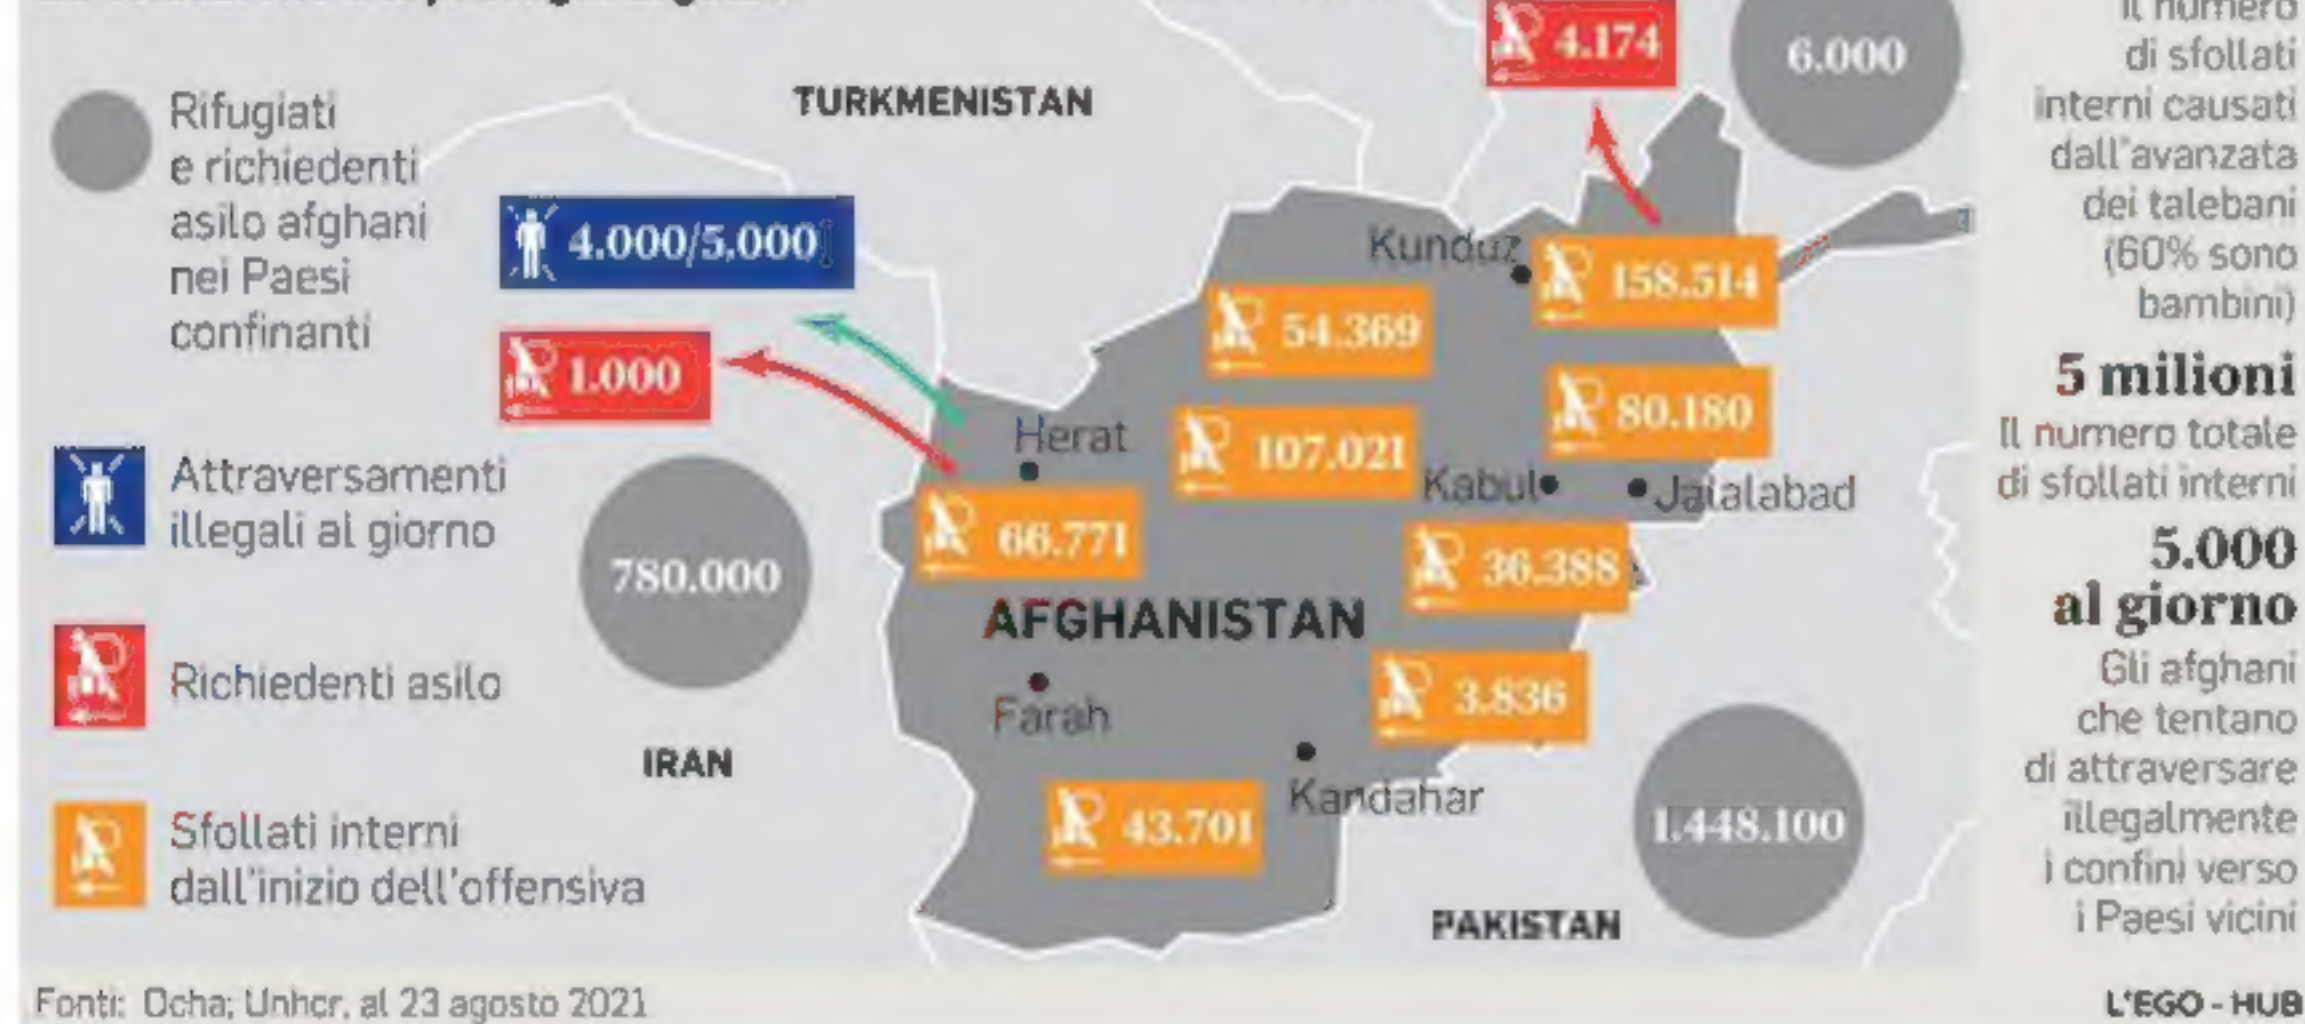 4.174
6.000
TURKMENISTAN
Rifugiati
e richiedenti
asilo afghani
nei Paesi
confinanti
4.000/5.000
1.000
Attraversamenti
illegali al giorno
Richiedenti asilo
Sfollati interni
dall'inizio dell'offensiva
780.000
IRAN
Kunduz
158.514
54.369
80.180
Herat
107.021
Kabul
Jalalabad
66.771
36.388
AFGHANISTAN
Farah
3.836
Kandahar
43.701
1.448.100
PAKISTAN
Il numero
di sfollati
interni causati
dall'avanzata
dei talebani
(60% sono
bambini)
5 milioni
Il numero totale
di sfollati interni
5.000
al giorno
Gli afghani
che tentano
di attraversare
illegalmente
i confini verso
i Paesi vicini
Fonti: Ocha; Unhcr, al 23 agosto 2021
L'EGO - HUB